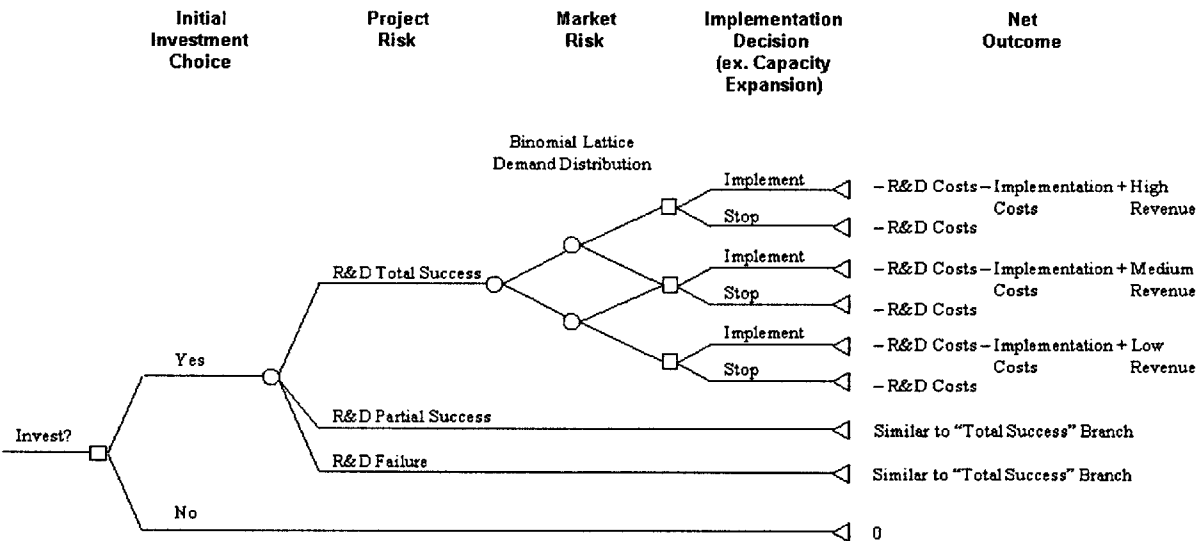 Initial
Investment
Choice
Project
Risk
Market
Risk
Implementation
Decision
(ex. Capacity
Expansion)
Net
Outcome
Binomial Lattice
Demand Distribution
Implement
– R&D Costs – Implementation + High
Costs Revenue
Stop
– R&D Costs
Implement
– R&D Costs – Implementation + Medium
Costs Revenue
Stop
– R&D Costs
Implement
– R&D Costs – Implementation + Low
Costs Revenue
Stop
– R&D Costs
R&D Total Success
Yes
R&D Partial Success
Similar to “Total Success” Branch
Invest?
R&D Failure
Similar to “Total Success” Branch
No
0